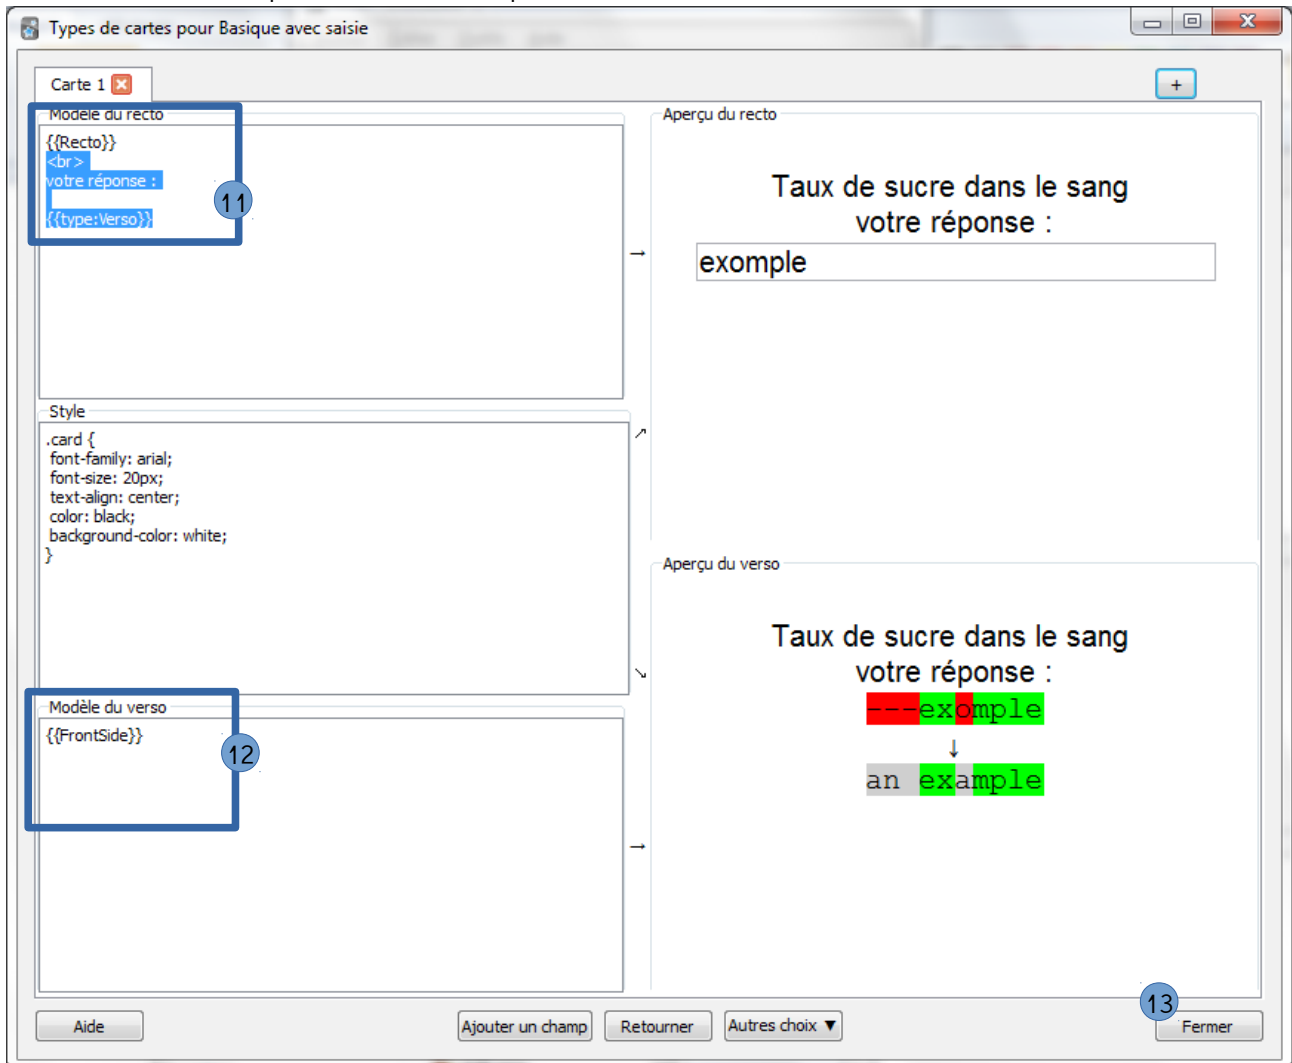 Types de cartes pour Basique avec saisie
Carte 1
+
Modèle du recto
{{Recto}}
<br>
votre réponse :
{{type:Verso}}
11
Style
.card {
font-family: arial;
font-size: 20px;
text-align: center;
color: black;
background-color: white;
}
Modèle du verso
{{FrontSide}}
12
Aperçu du recto
Taux de sucre dans le sang
votre réponse :
exomple
Aperçu du verso
Taux de sucre dans le sang
votre réponse :
---exomple
↓
an example
13
Aide
Ajouter un champ
Retourner
Autres choix ▼
Fermer